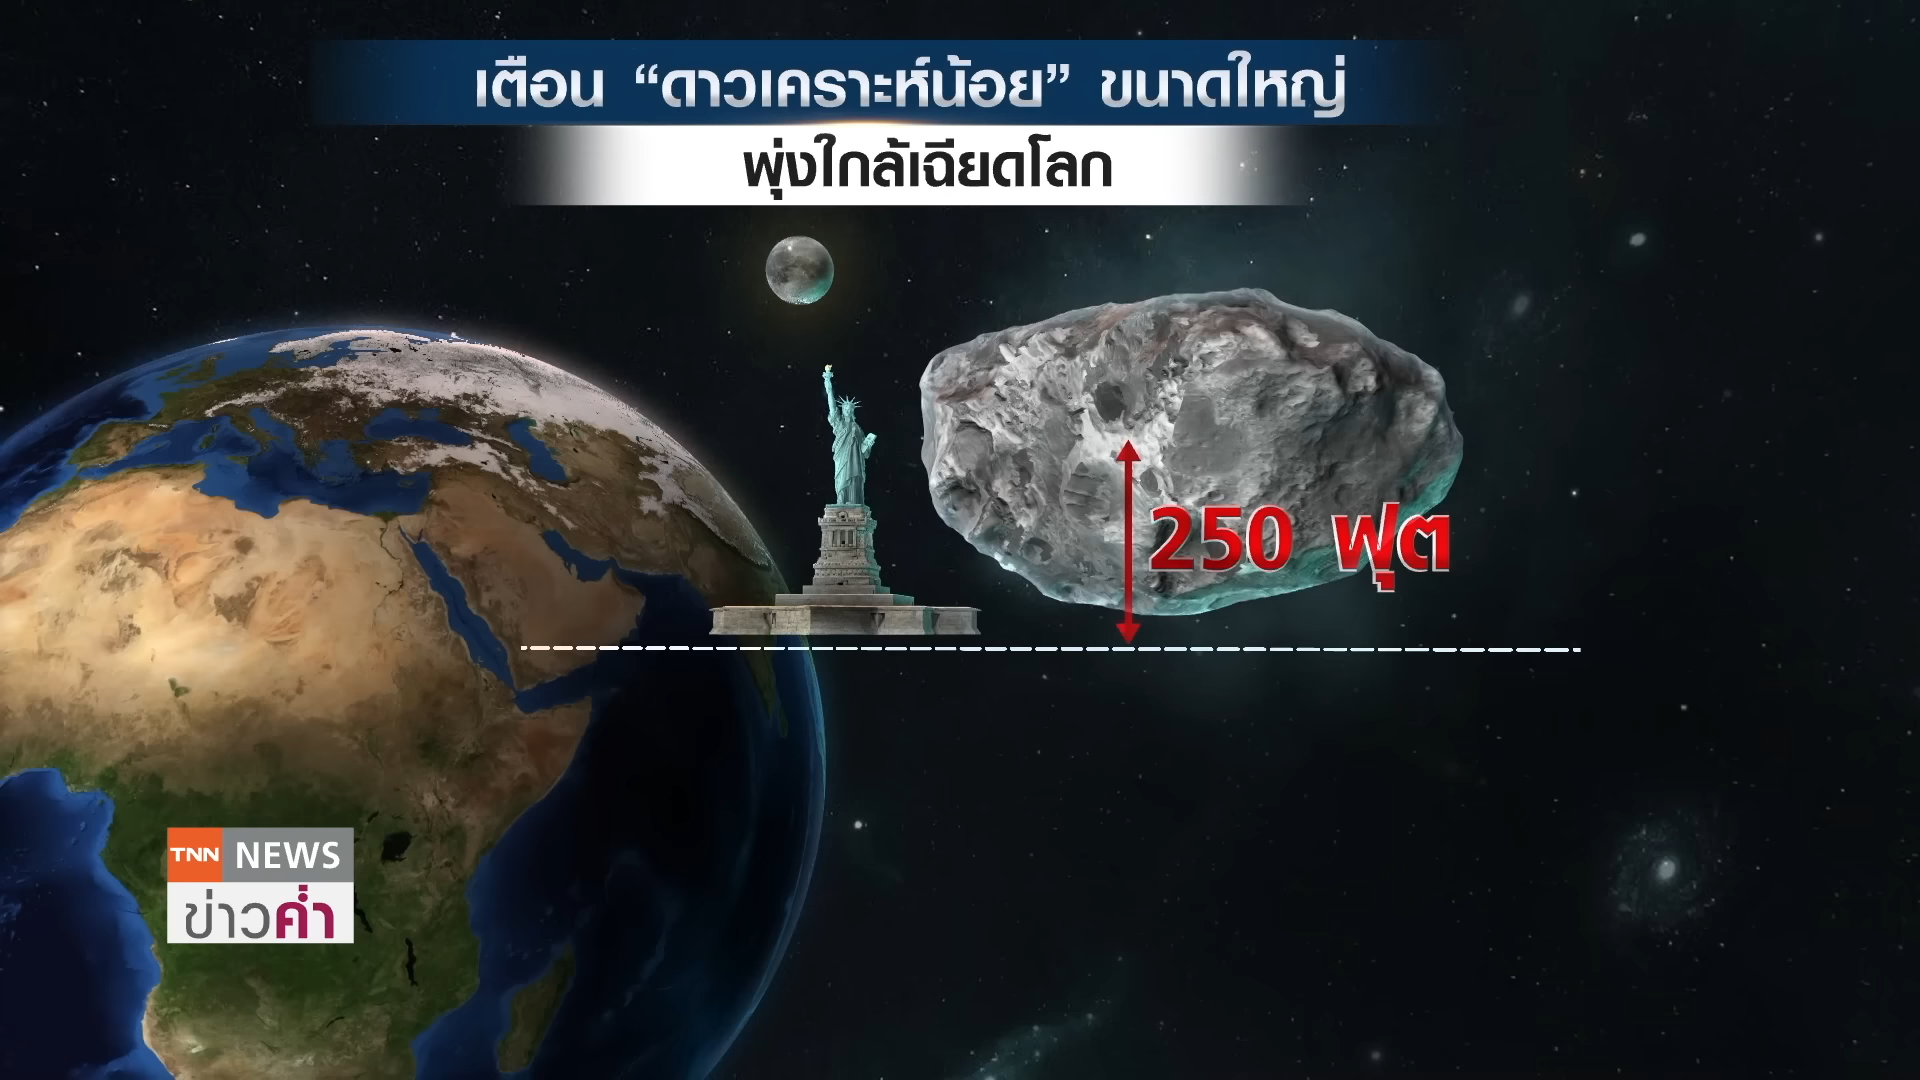 เตือน “ดาวเคราะห์น้อย” ขนาดใหญ่
พุ่งใกล้เฉียดโลก
250 ฟุต
TNN NEWS
ข่าวค่ำ